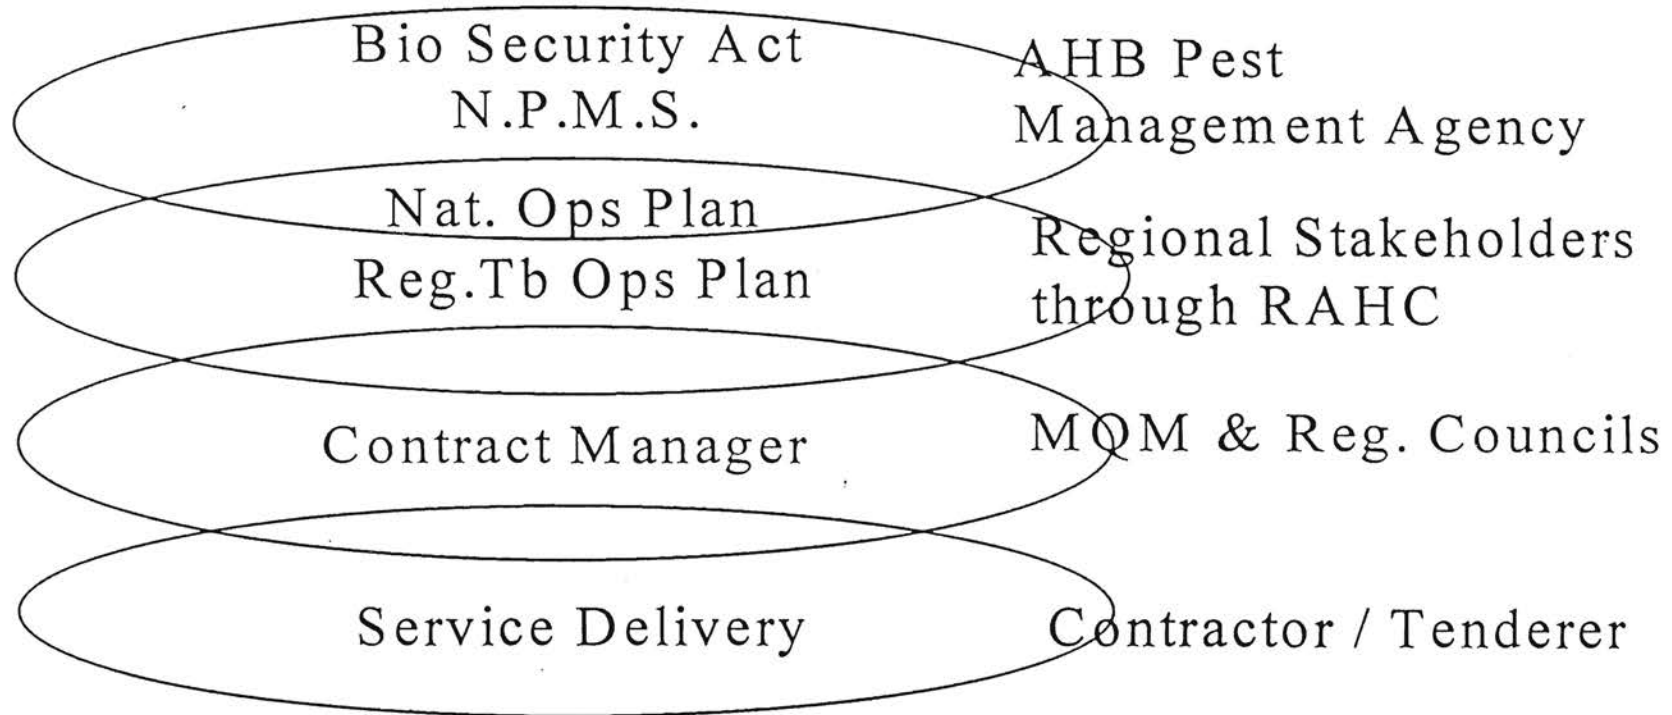 Bio Security Act
N.P.M.S.
AHB Pest
Management Agency
Nat. Ops Plan
Reg.Tb Ops Plan
Regional Stakeholders
through RAHC
Contract Manager
MQM & Reg. Councils
Service Delivery
Contractor / Tenderer